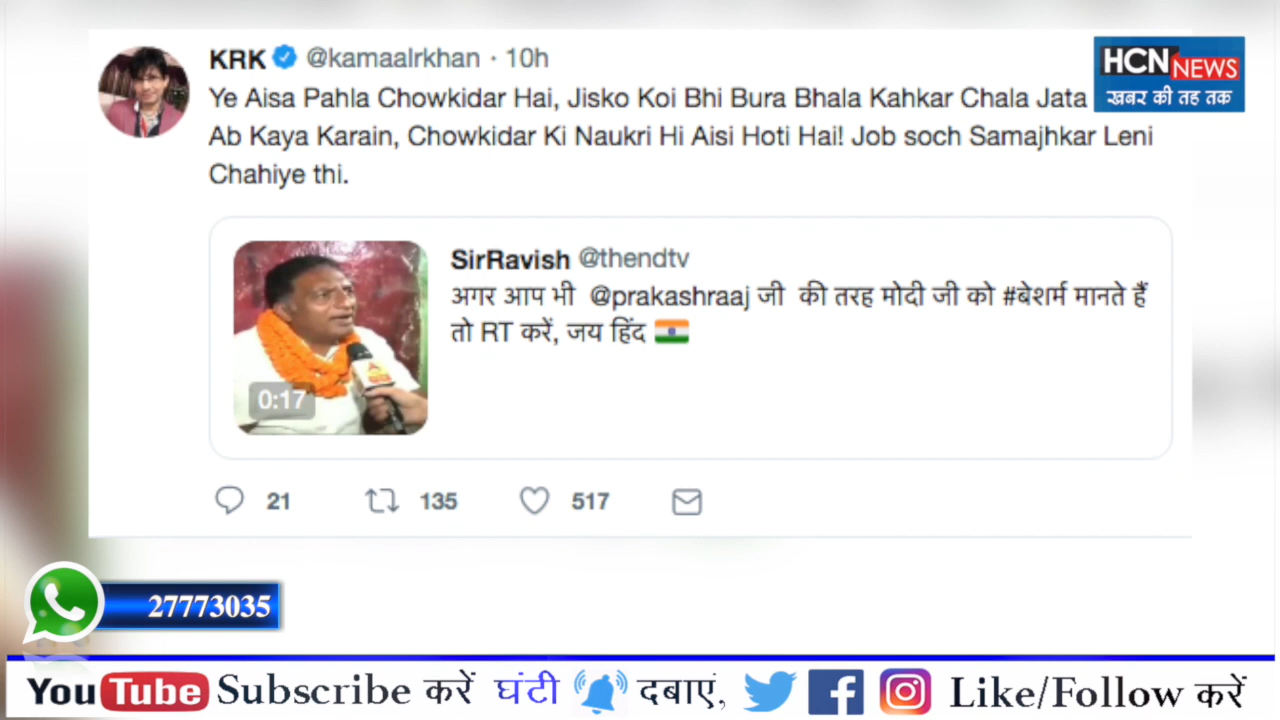 KRK @kamaalrkhan · 10h
HCN NEWS
खबर की तह तक
Ye Aisa Pahla Chowkidar Hai, Jisko Koi Bhi Bura Bhala Kahkar Chala Jata
Ab Kaya Karain, Chowkidar Ki Naukri Hi Aisi Hoti Hai! Job soch Samajhkar Leni
Chahiye thi.
SirRavish @thendtv
अगर आप भी @prakashraaj जी की तरह मोदी जी को #बेशर्म मानते हैं
तो RT करें, जय हिंद
0:17
21 135 517
27773035
YouTube Subscribe करें घंटी दबाएं, Like/Follow करें